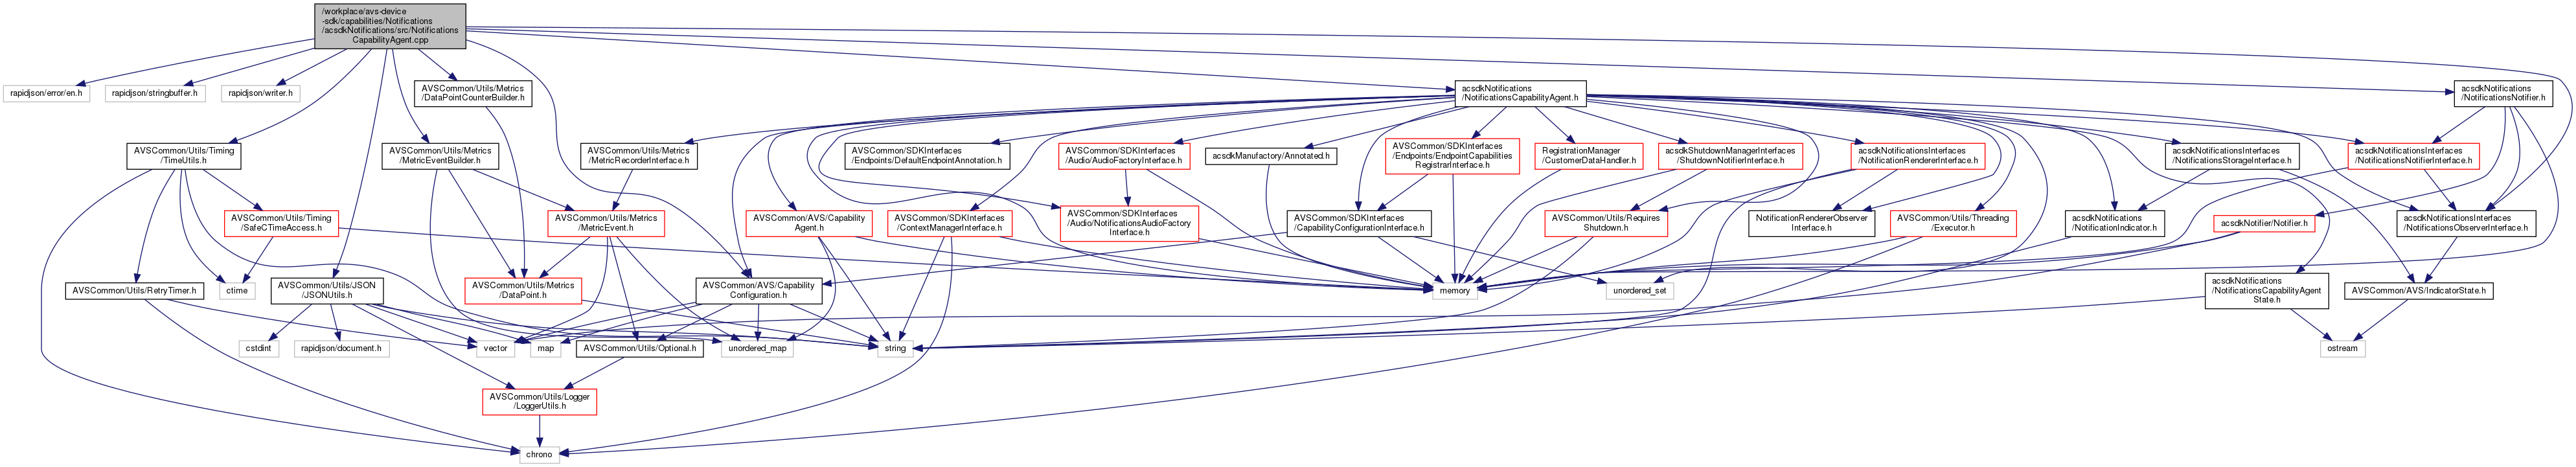 /workplace/avs-device
-sdk/capabilities/Notifications
/acsdkNotifications/src/Notifications
CapabilityAgent.cpp
rapidjson/error/en.h
rapidjson/stringbuffer.h
rapidjson/writer.h
AVSCommon/Utils/Metrics
/DataPointCounterBuilder.h
acsdkNotifications
/NotificationsCapabilityAgent.h
acsdkNotifications
/NotificationsNotifier.h
AVSCommon/Utils/Timing
/TimeUtils.h
AVSCommon/Utils/Metrics
/MetricEventBuilder.h
AVSCommon/Utils/Metrics
/MetricRecorderInterface.h
AVSCommon/SDKInterfaces
/Endpoints/DefaultEndpointAnnotation.h
AVSCommon/SDKInterfaces
/Audio/AudioFactoryInterface.h
acsdkManufactory/Annotated.h
AVSCommon/SDKInterfaces
/Endpoints/EndpointCapabilities
RegistrarInterface.h
RegistrationManager
/CustomerDataHandler.h
acsdkShutdownManagerInterfaces
/ShutdownNotifierInterface.h
acsdkNotificationsInterfaces
/NotificationRendererInterface.h
acsdkNotificationsInterfaces
/NotificationsStorageInterface.h
acsdkNotificationsInterfaces
/NotificationsNotifierInterface.h
AVSCommon/Utils/Timing
/SafeCTimeAccess.h
AVSCommon/Utils/Metrics
/MetricEvent.h
AVSCommon/AVS/Capability
Agent.h
AVSCommon/SDKInterfaces
/ContextManagerInterface.h
AVSCommon/SDKInterfaces
/Audio/NotificationsAudioFactory
Interface.h
AVSCommon/SDKInterfaces
/CapabilityConfigurationInterface.h
AVSCommon/Utils/Requires
Shutdown.h
NotificationRendererObserver
Interface.h
AVSCommon/Utils/Threading
/Executor.h
acsdkNotifications
/NotificationIndicator.h
acsdkNotifier/Notifier.h
acsdkNotificationsInterfaces
/NotificationsObserverInterface.h
AVSCommon/Utils/RetryTimer.h
ctime
AVSCommon/Utils/JSON
/JSONUtils.h
AVSCommon/Utils/Metrics
/DataPoint.h
AVSCommon/AVS/Capability
Configuration.h
memory
unordered_set
acsdkNotifications
/NotificationsCapabilityAgent
State.h
AVSCommon/AVS/IndicatorState.h
cstdint
rapidjson/document.h
vector
map
AVSCommon/Utils/Optional.h
unordered_map
string
ostream
AVSCommon/Utils/Logger
/LoggerUtils.h
chrono